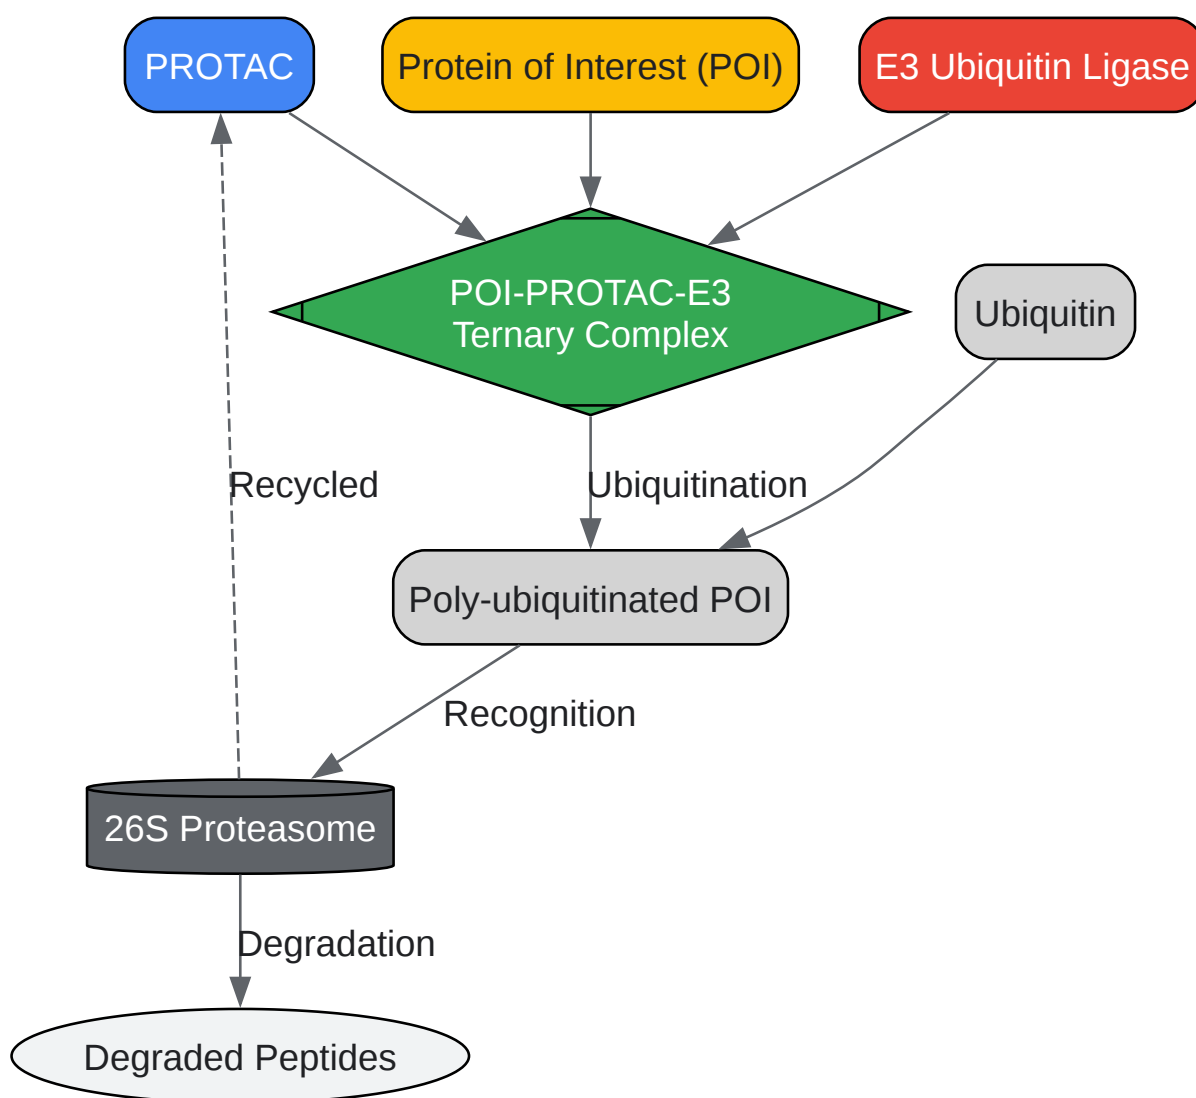 PROTAC
Protein of Interest (POI)
E3 Ubiquitin Ligase
POI-PROTAC-E3
Ternary Complex
Ubiquitin
Recycled
Ubiquitination
Poly-ubiquitinated POI
Recognition
26S Proteasome
Degradation
Degraded Peptides